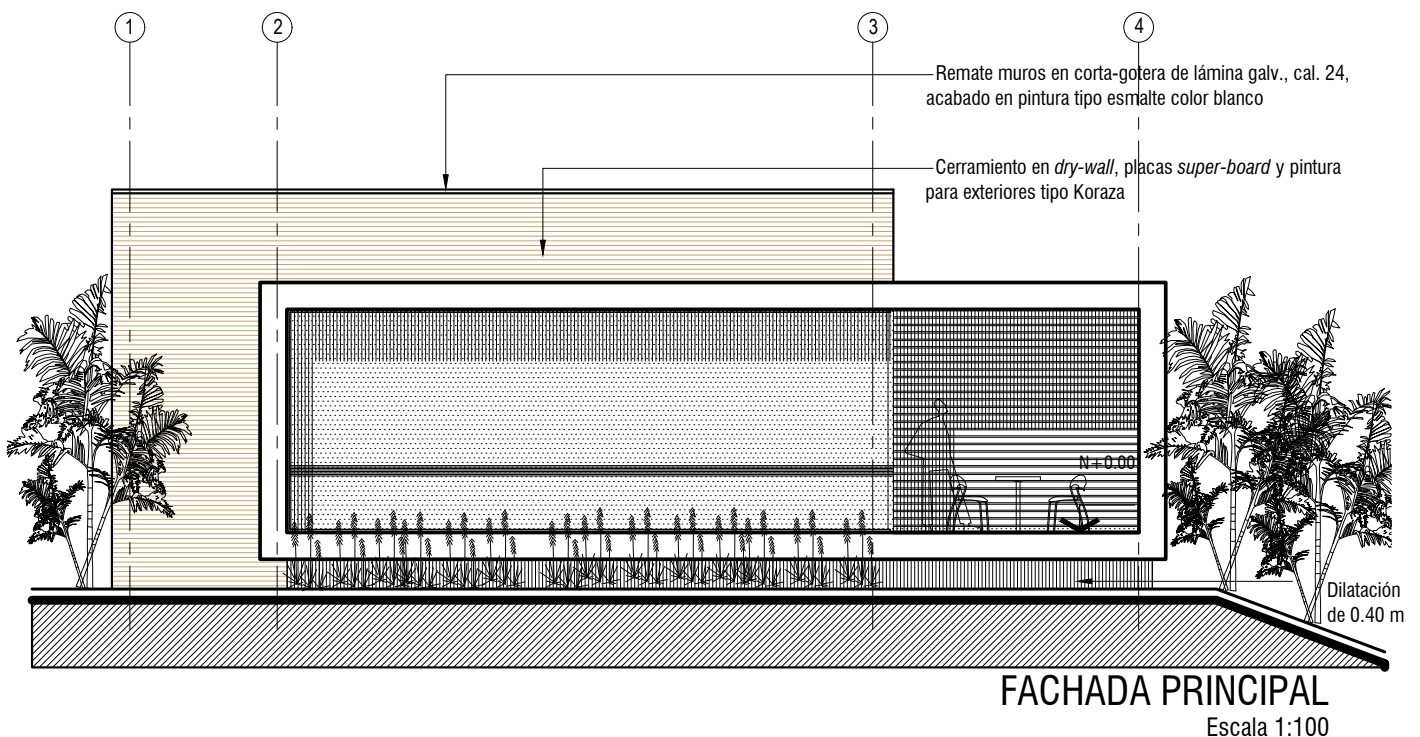 1 2 3 4
Remate muros en corta-gotera de lámina galv., cal. 24,
acabado en pintura tipo esmalte color blanco
Cerramiento en dry-wall, placas super-board y pintura
para exteriores tipo Koraza
N+0.00
Dilatación
de 0.40 m
FACHADA PRINCIPAL
Escala 1:100